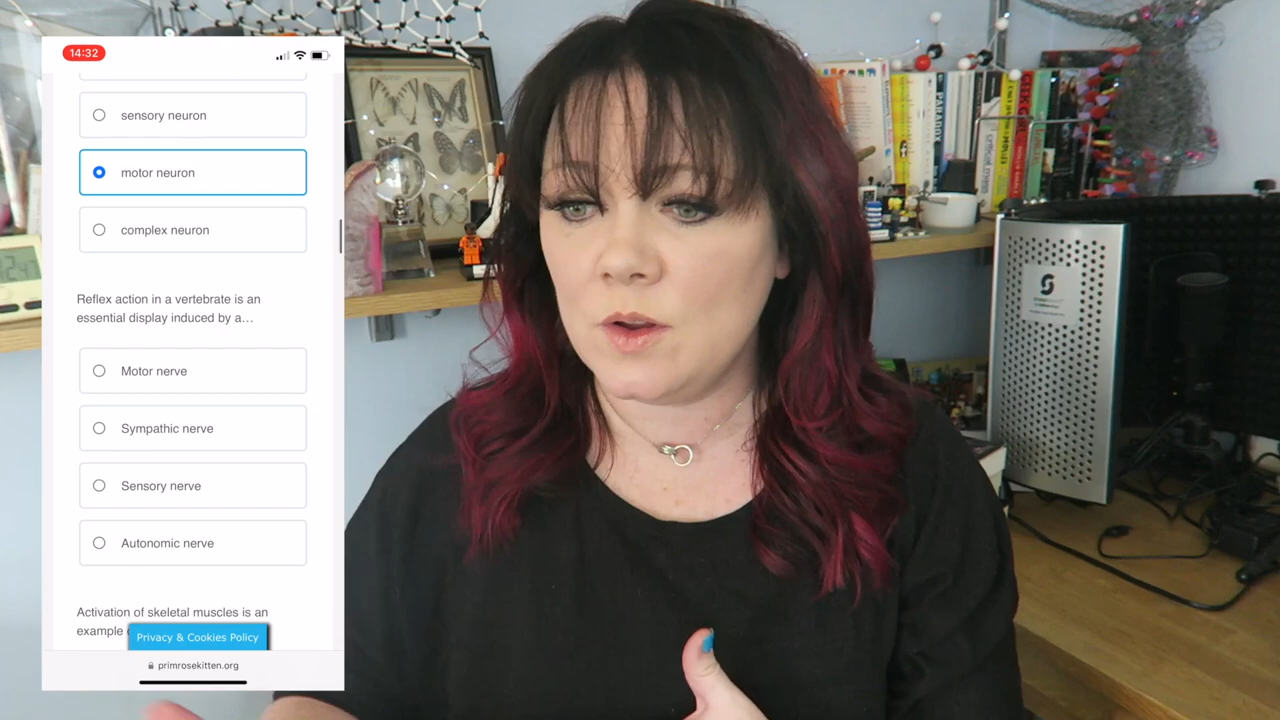 14:32
sensory neuron
motor neuron
complex neuron
Reflex action in a vertebrate is an
essential display induced by a…
Motor nerve
Sympathic nerve
Sensory nerve
Autonomic nerve
Activation of skeletal muscles is an
example
Privacy & Cookies Policy
primrosekitten.org
PARADOX